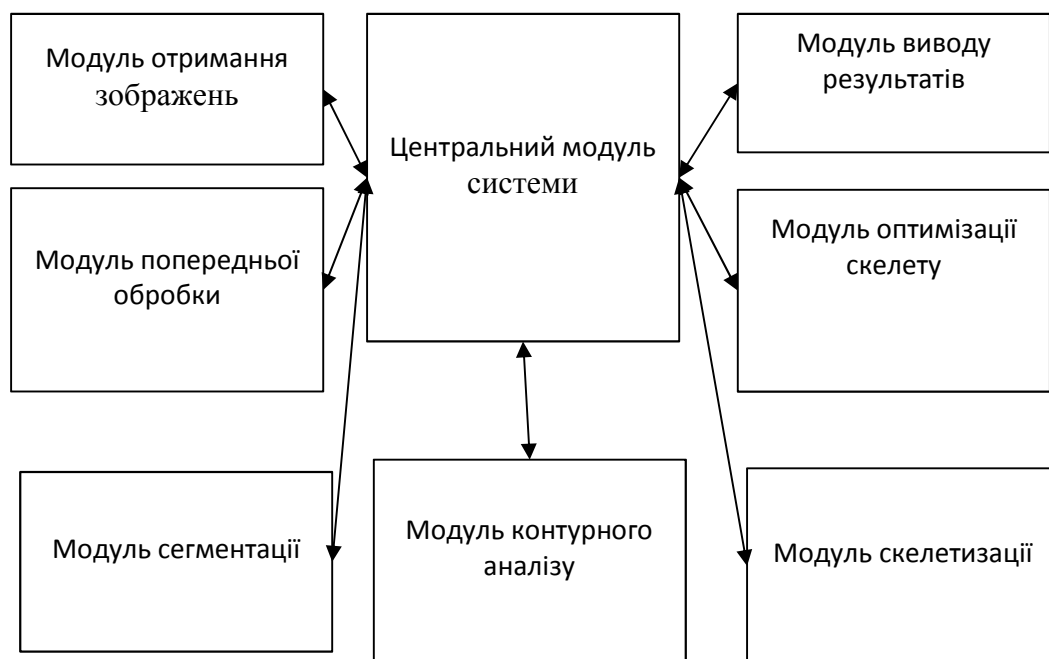 Модуль отримання
зображень
Центральний модуль
системи
Модуль виводу
результатів
Модуль попередньої
обробки
Модуль оптимізації
скелету
Модуль сегментації
Модуль контурного
аналізу
Модуль скелетизації